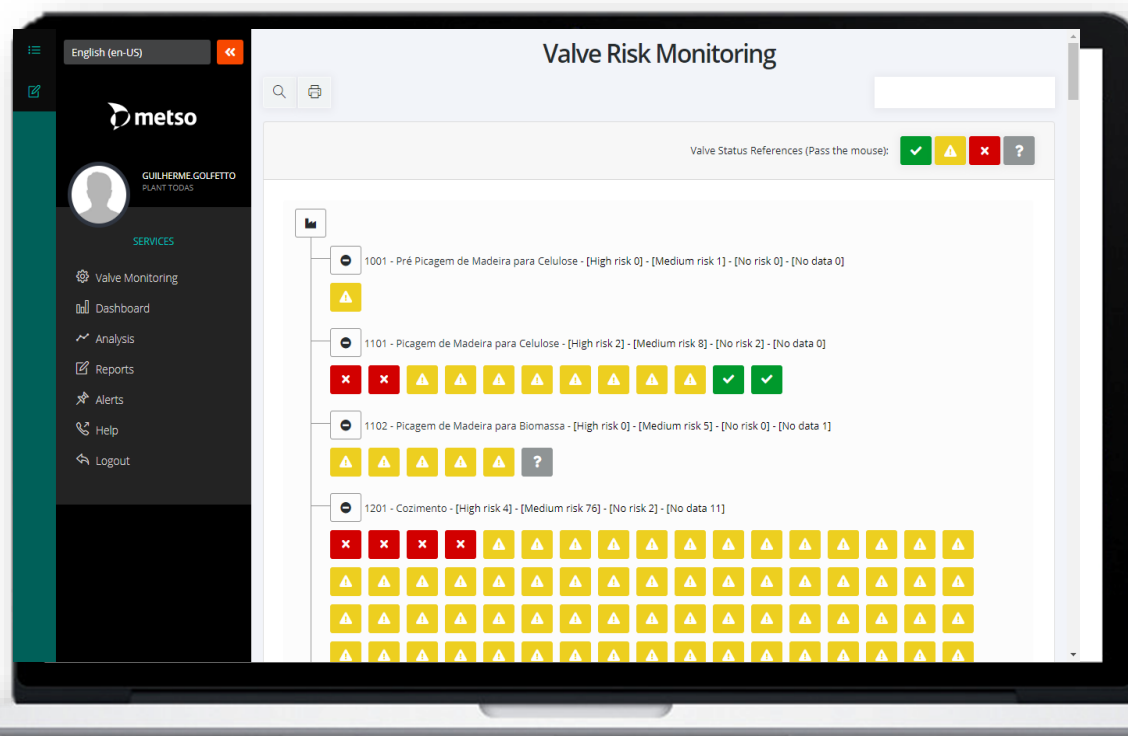 English (en-US)
metso
GUILHERME.GOLFETTO
PLANT TODAS
SERVICES
Valve Monitoring
Dashboard
Analysis
Reports
Alerts
Help
Logout
Valve Risk Monitoring
Valve Status References (Pass the mouse):
?
1001 - Pré Picagem de Madeira para Celulose - [High risk 0] - [Medium risk 1] - [No risk 0] - [No data 0]
1101 - Picagem de Madeira para Celulose - [High risk 2] - [Medium risk 8] - [No risk 2] - [No data 0]
1102 - Picagem de Madeira para Biomassa - [High risk 0] - [Medium risk 5] - [No risk 0] - [No data 1]
?
1201 - Cozimento - [High risk 4] - [Medium risk 76] - [No risk 2] - [No data 11]